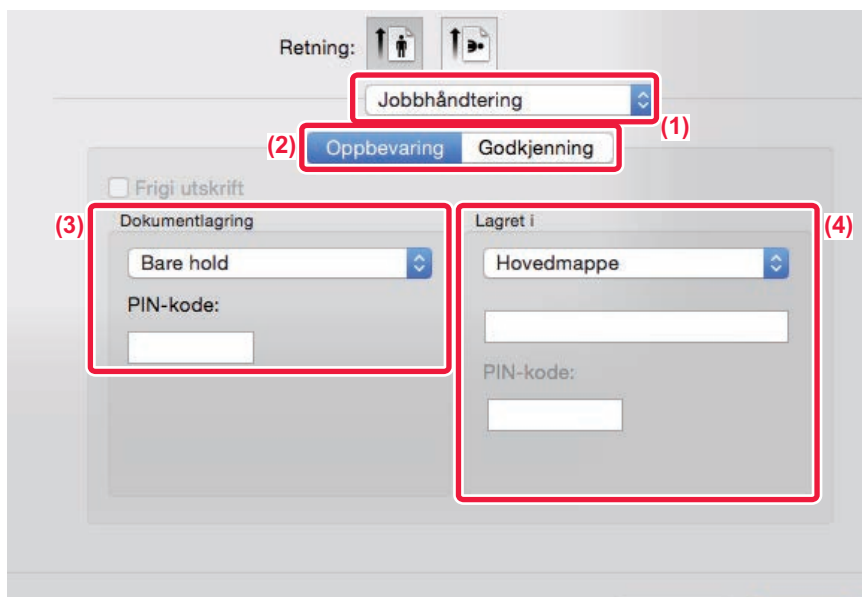 Retning:
Jobbhåndtering
(1)
(2)
Oppbevaring Godkjenning
Frigi utskrift
(3)
Dokumentlagring
Lagret i
(4)
Bare hold
Hovedmappe
PIN-kode:
PIN-kode: